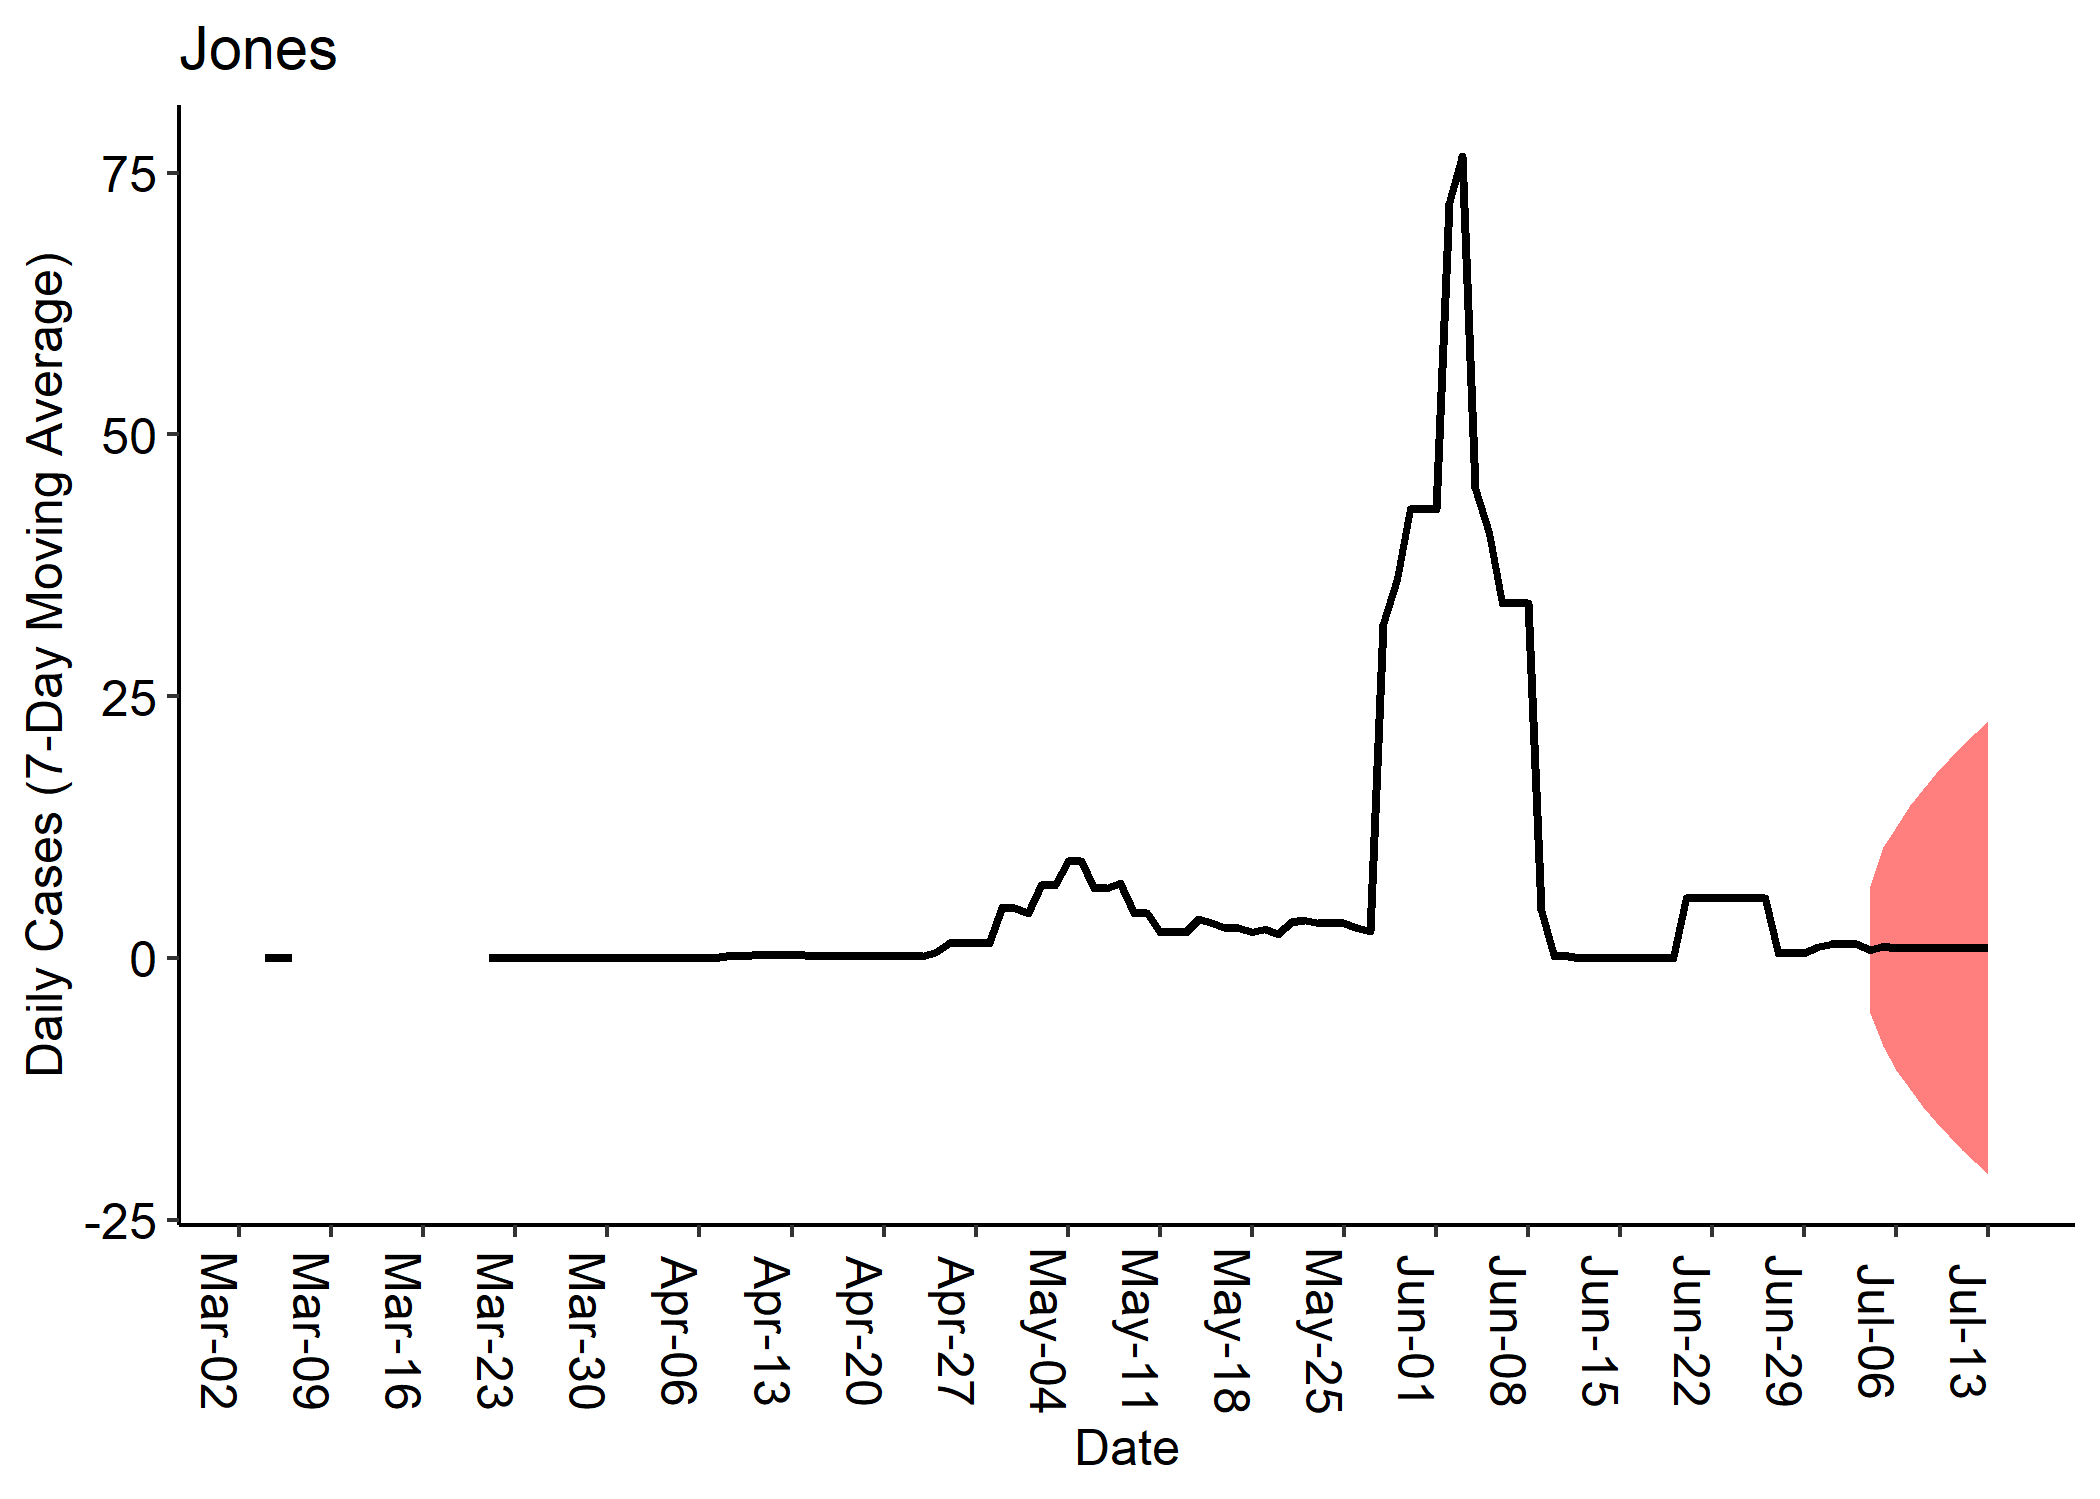 Jones
Daily Cases (7-Day Moving Average)
75
50
25
0
-25
Mar-02
Mar-09
Mar-16
Mar-23
Mar-30
Apr-06
Apr-13
Apr-20
Apr-27
May-04
May-11
May-18
May-25
Jun-01
Jun-08
Jun-15
Jun-22
Jun-29
Jul-06
Jul-13
Date